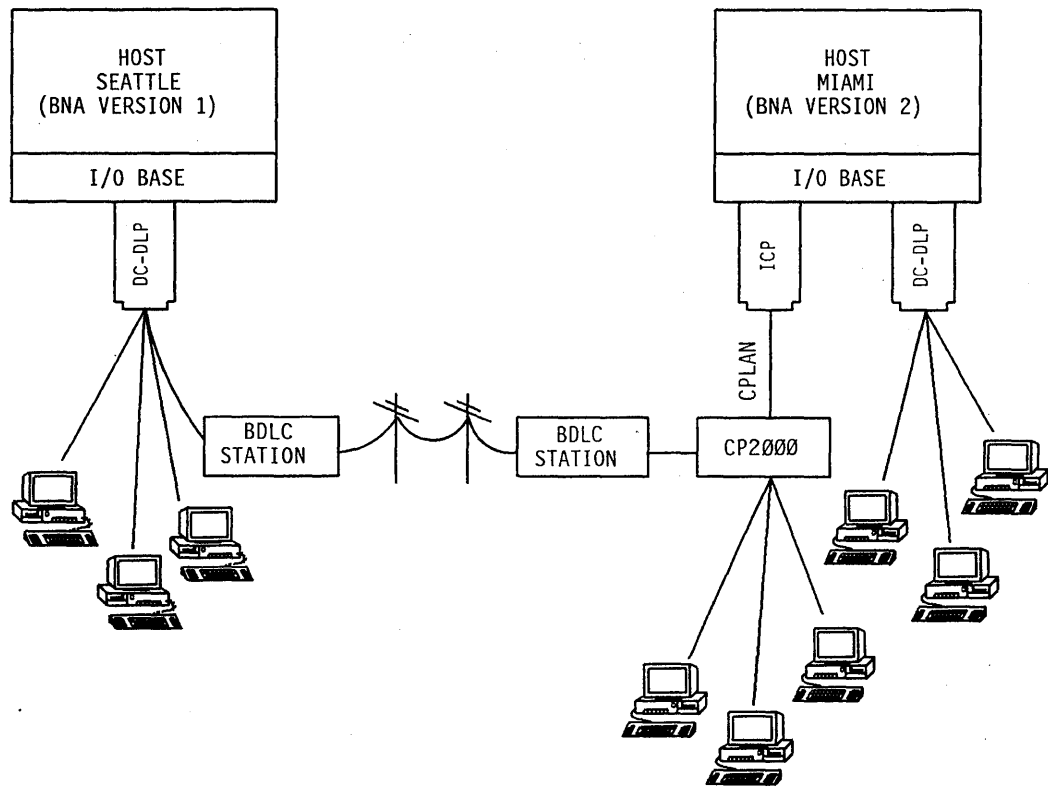 HOST
SEATTLE
(BNA VERSION 1)
I/O BASE
DC-DLP
HOST
MIAMI
(BNA VERSION 2)
I/O BASE
ICP
DC-DLP
CPLAN
BDLC
STATION
BDLC
STATION
CP2000